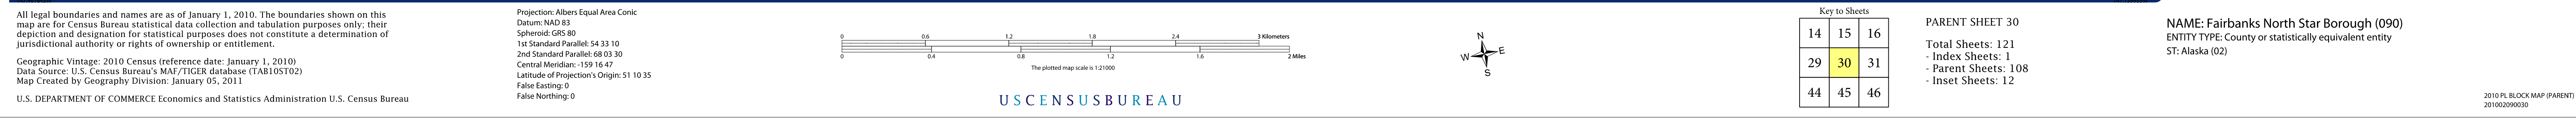 All legal boundaries and names are as of January 1, 2010. The boundaries shown on this
map are for Census Bureau statistical data collection and tabulation purposes only; their
depiction and designation for statistical purposes does not constitute a determination of
jurisdictional authority or rights of ownership or entitlement.
Geographic Vintage: 2010 Census (reference date: January 1, 2010)
Data Source: U.S. Census Bureau's MAF/TIGER database (TAB10ST02)
Map Created by Geography Division: January 05, 2011
U.S. DEPARTMENT OF COMMERCE Economics and Statistics Administration U.S. Census Bureau
Projection: Albers Equal Area Conic
Datum: NAD 83
Spheroid: GRS 80
1st Standard Parallel: 54 33 10
2nd Standard Parallel: 68 03 30
Central Meridian: -159 16 47
Latitude of Projection's Origin: 51 10 35
False Easting: 0
False Northing: 0
0 0.6 1.2 1.8 2.4 3 Kilometers
0 0.4 0.8 1.2 1.6 2 Miles
The plotted map scale is 1:21000
USCENSUSBUREAU
N
W E
S
Key to Sheets
14 15 16
29 30 31
44 45 46
PARENT SHEET 30
Total Sheets: 121
- Index Sheets: 1
- Parent Sheets: 108
- Inset Sheets: 12
NAME: Fairbanks North Star Borough (090)
ENTITY TYPE: County or statistically equivalent entity
ST: Alaska (02)
2010 PL BLOCK MAP (PARENT)
201002090030